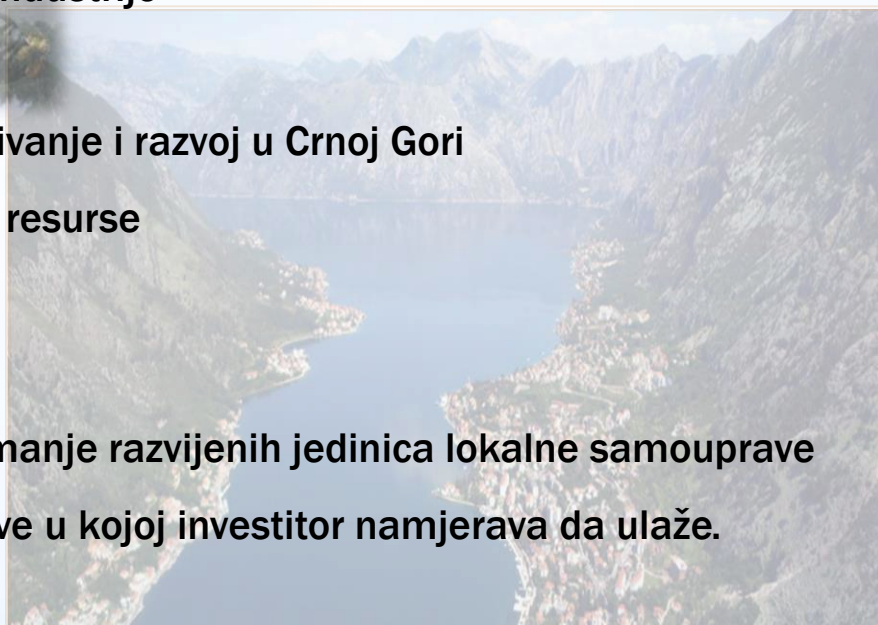 ivanje i razvoj u Crnoj Gori
resurse
manje razvijenih jedinica lokalne samouprave
ve u kojoj investitor namjerava da ulaže.